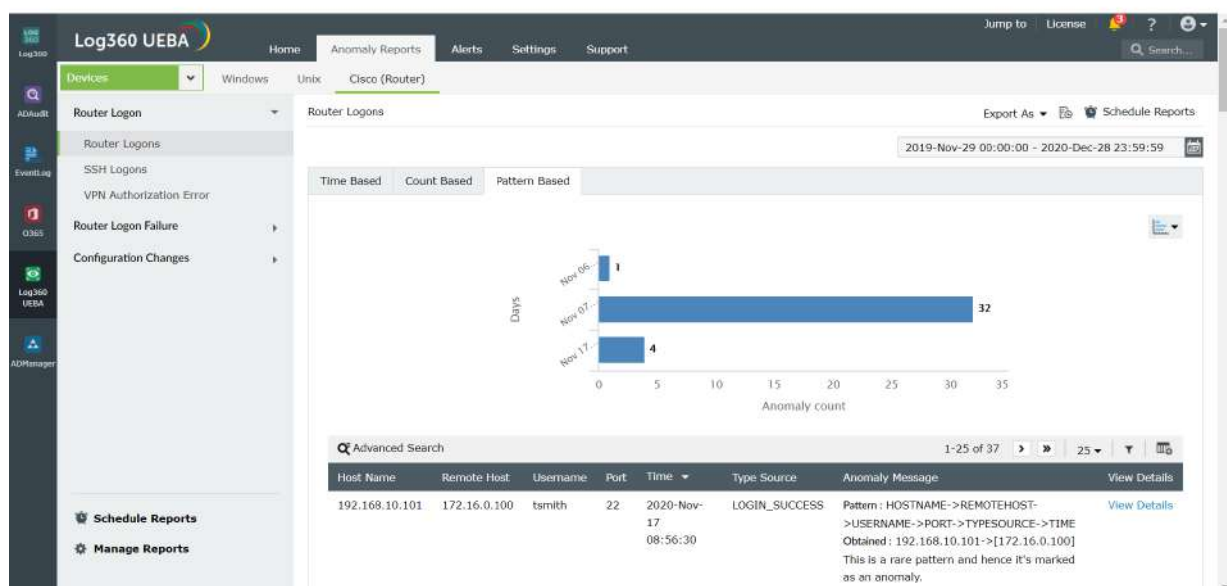 Log360 UEBA
Jump to License 3 ?
Home Anomaly Reports Alerts Settings Support
Search...
Log360
ADAudit
EventLog
O365
Log360 UEBA
ADManager
Devices Windows Unix Cisco (Router)
Router Logon
Router Logons
SSH Logons
VPN Authorization Error
Router Logon Failure
Configuration Changes
Schedule Reports
Manage Reports
Router Logons
Export As Schedule Reports
2019-Nov-29 00:00:00 - 2020-Dec-28 23:59:59
Time Based Count Based Pattern Based
Days
Nov 06... 1
Nov 07... 32
Nov 17... 4
0 5 10 15 20 25 30 35
Anomaly count
Advanced Search 1-25 of 37 25
Host Name Remote Host Username Port Time Type Source Anomaly Message View Details
192.168.10.101 172.16.0.100 tsmith 22 2020-Nov-17 08:56:30 LOGIN_SUCCESS
Pattern : HOSTNAME->REMOTEHOST-
>USERNAME->PORT->TYPESOURCE->TIME
Obtained : 192.168.10.101->[172.16.0.100]
This is a rare pattern and hence it's marked
as an anomaly.
View Details